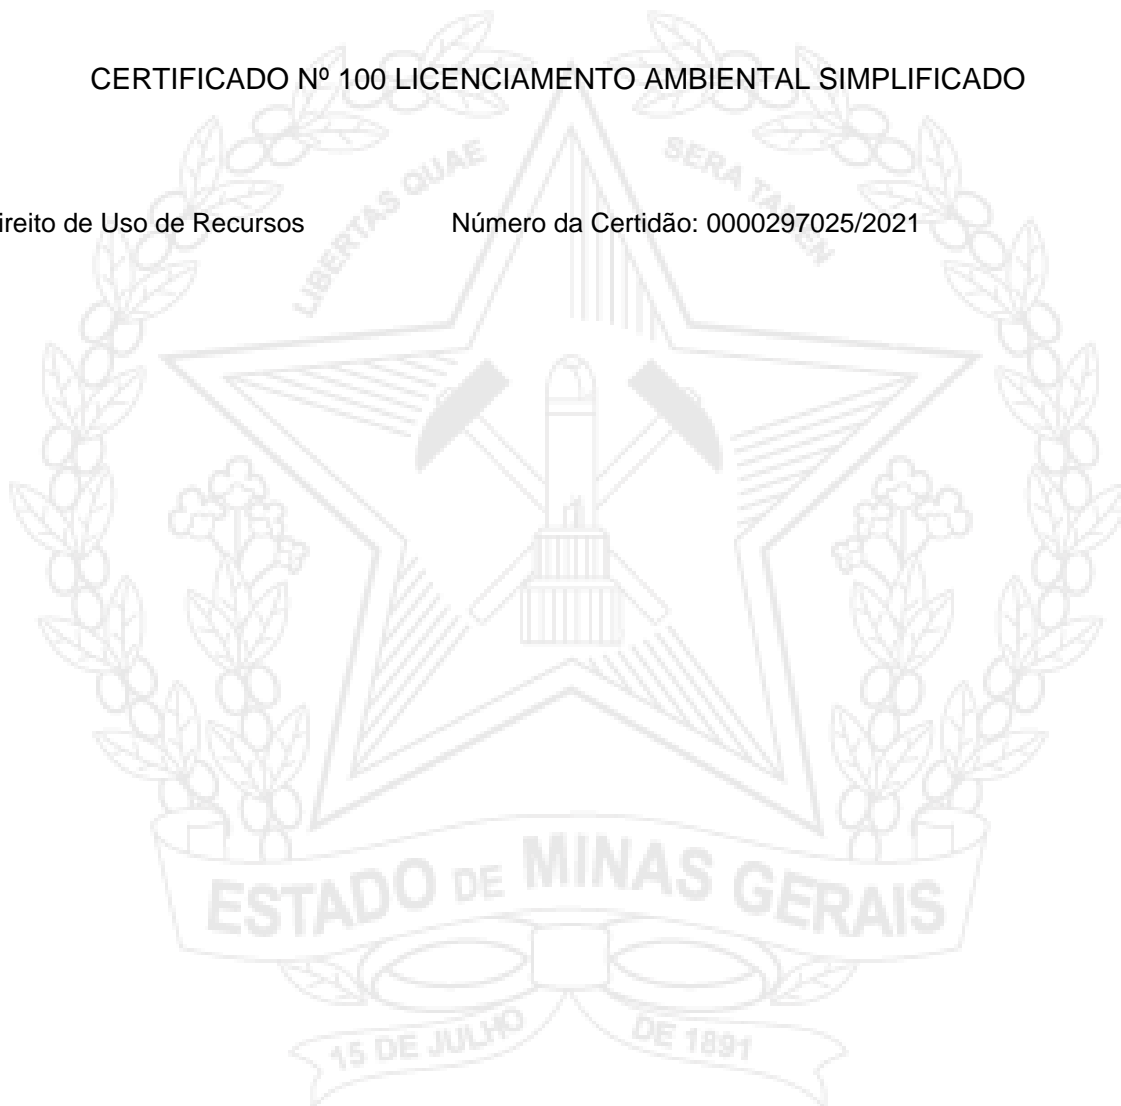 CERTIFICADO Nº 100 LICENCIAMENTO AMBIENTAL SIMPLIFICADO
LIBERTAS QUAE SERA TAMEN
ireito de Uso de Recursos Número da Certidão: 0000297025/2021
ESTADO DE MINAS GERAIS
15 DE JULHO DE 1891